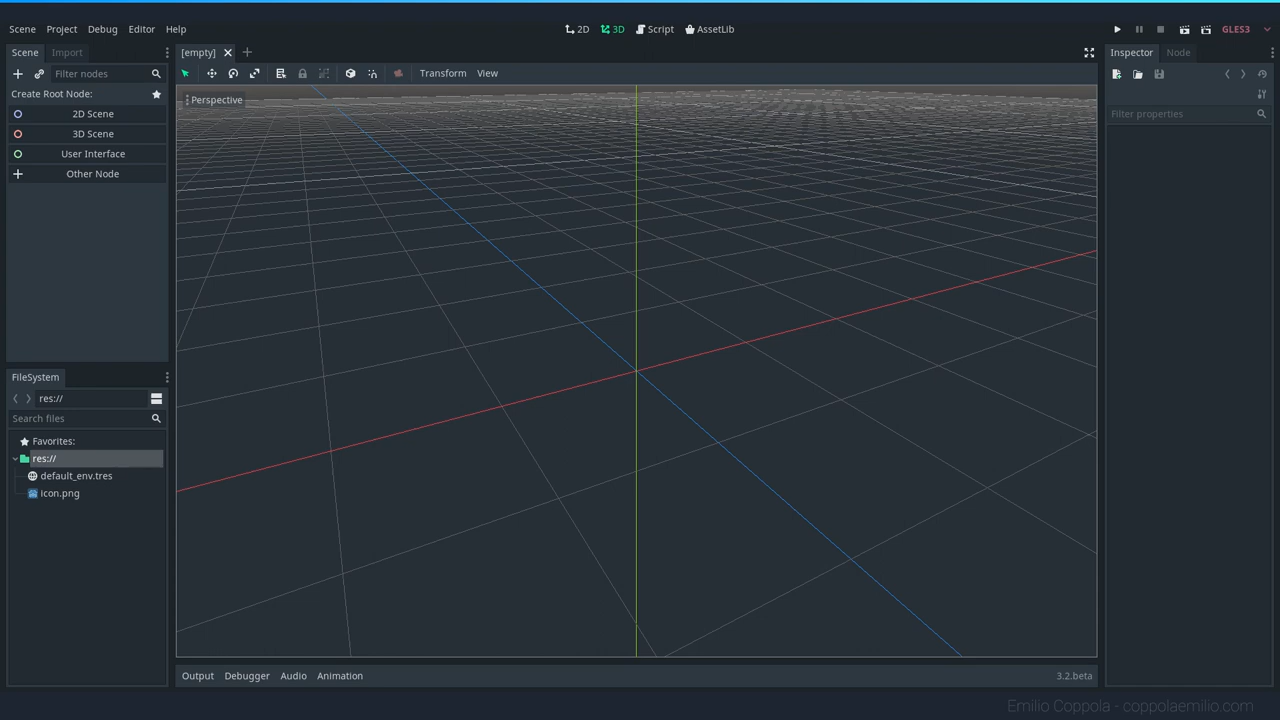 Scene Project Debug Editor Help
2D 3D Script AssetLib
GLES3
Scene Import
[empty]
Inspector Node
Filter nodes
Transform View
Create Root Node:
Perspective
2D Scene
3D Scene
User Interface
Other Node
Filter properties
FileSystem
res://
Search files
Favorites:
res://
default_env.tres
icon.png
Output Debugger Audio Animation
3.2.beta
Emilio Coppola - coppolaemilio.com